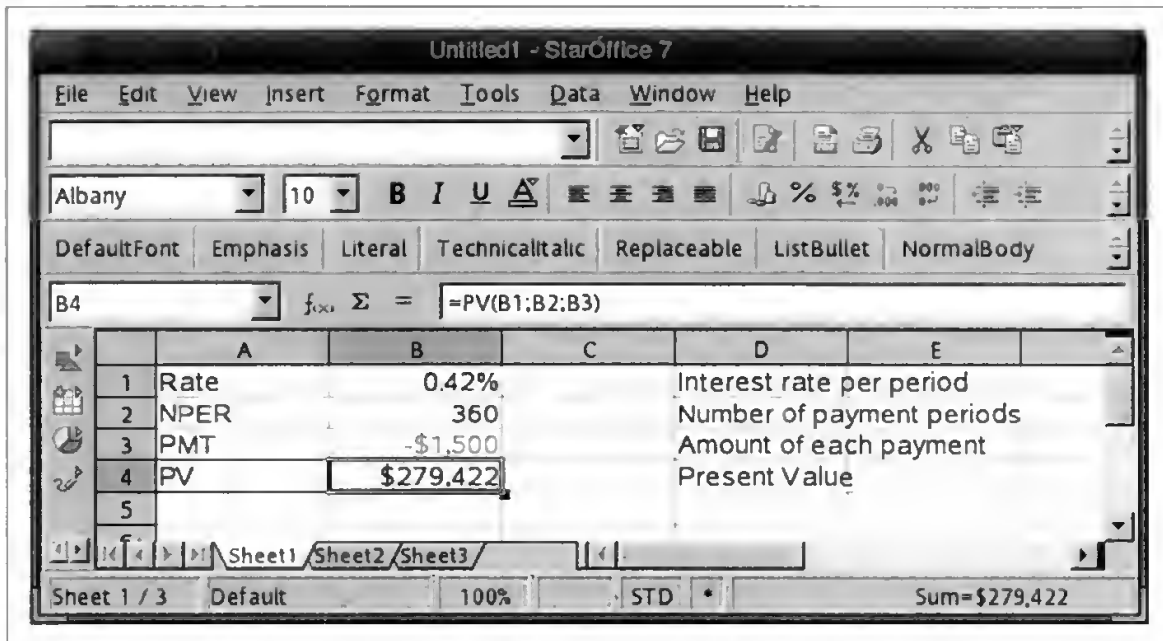 Untitled1 - StarOffice 7
File Edit View Insert Format Tools Data Window Help
Albany 10 B I U A % $%
DefaultFont Emphasis Literal TechnicalItalic Replaceable ListBullet NormalBody
B4 f(x) Σ = =PV(B1;B2;B3)
A B C D E
1 Rate 0.42% Interest rate per period
2 NPER 360 Number of payment periods
3 PMT -$1,500 Amount of each payment
4 PV $279,422 Present Value
5
Sheet1 Sheet2 Sheet3
Sheet 1 / 3 Default 100% STD * Sum=$279,422